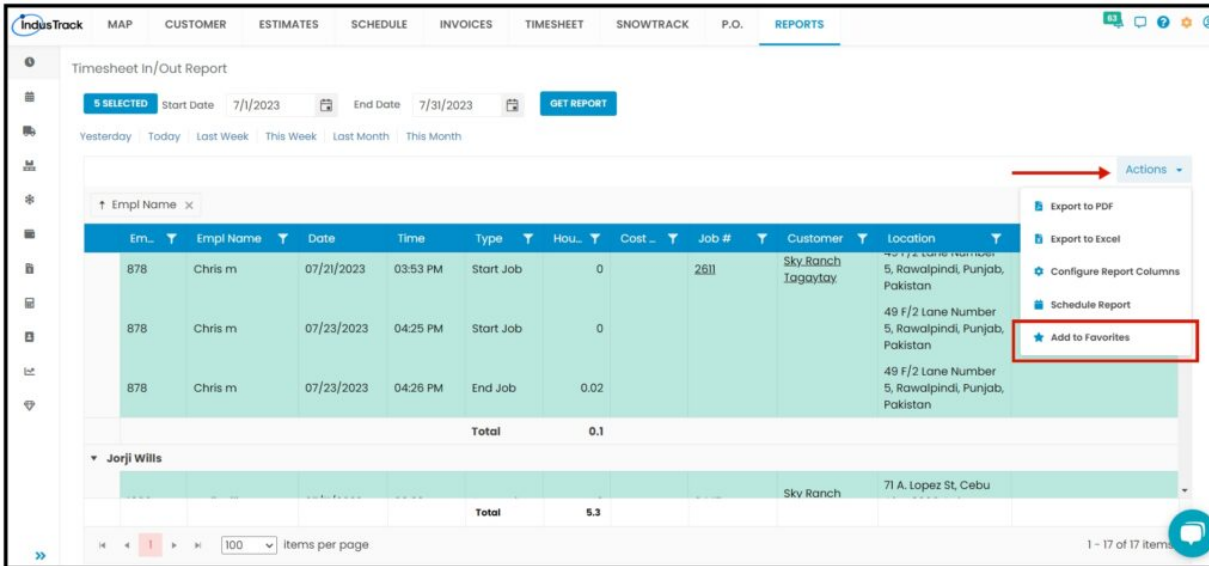 IndusTrack MAP CUSTOMER ESTIMATES SCHEDULE INVOICES TIMESHEET SNOWTRACK P.O. REPORTS 63
Timesheet In/Out Report
5 SELECTED Start Date 7/1/2023 End Date 7/31/2023 GET REPORT
Yesterday Today Last Week This Week Last Month This Month
Actions
↑ Empl Name ×
Export to PDF
Export to Excel
Configure Report Columns
Schedule Report
Add to Favorites
Em... Empl Name Date Time Type Hou... Cost ... Job # Customer Location
878 Chris m 07/21/2023 03:53 PM Start Job 0 2611 Sky Ranch
Tagaytay
49 F/2 Lane Number
5, Rawalpindi, Punjab,
Pakistan
878 Chris m 07/23/2023 04:25 PM Start Job 0
49 F/2 Lane Number
5, Rawalpindi, Punjab,
Pakistan
878 Chris m 07/23/2023 04:26 PM End Job 0.02
49 F/2 Lane Number
5, Rawalpindi, Punjab,
Pakistan
Total 0.1
Jorji Wills
Sky Ranch
71 A. Lopez St, Cebu
Total 5.3
1 100 items per page
1 - 17 of 17 items